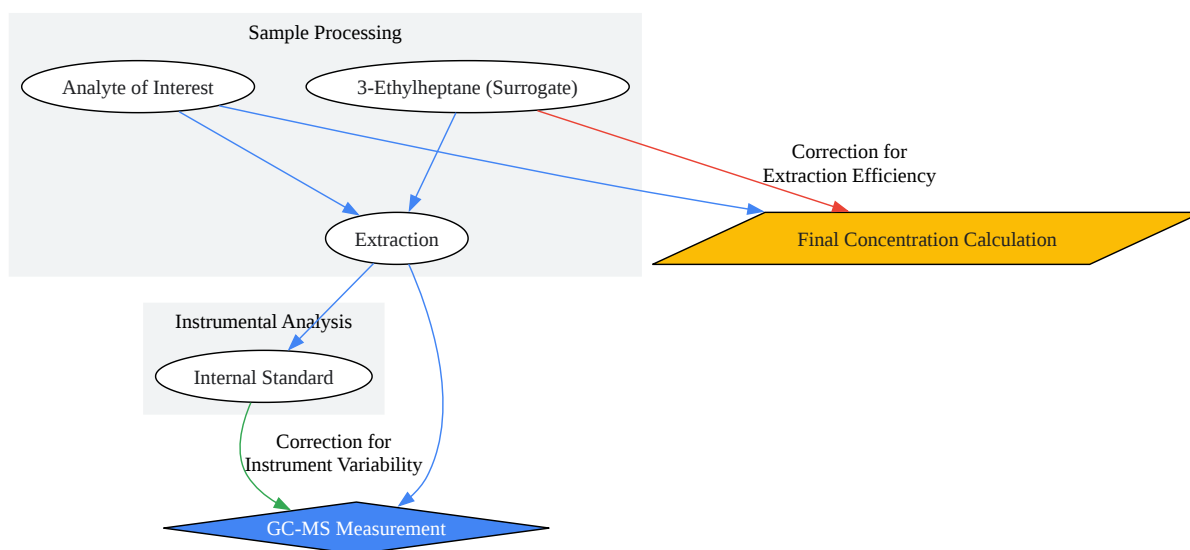 Sample Processing
Analyte of Interest
3-Ethylheptane (Surrogate)
Correction for
Extraction Efficiency
Extraction
Final Concentration Calculation
Instrumental Analysis
Internal Standard
Correction for
Instrument Variability
GC-MS Measurement